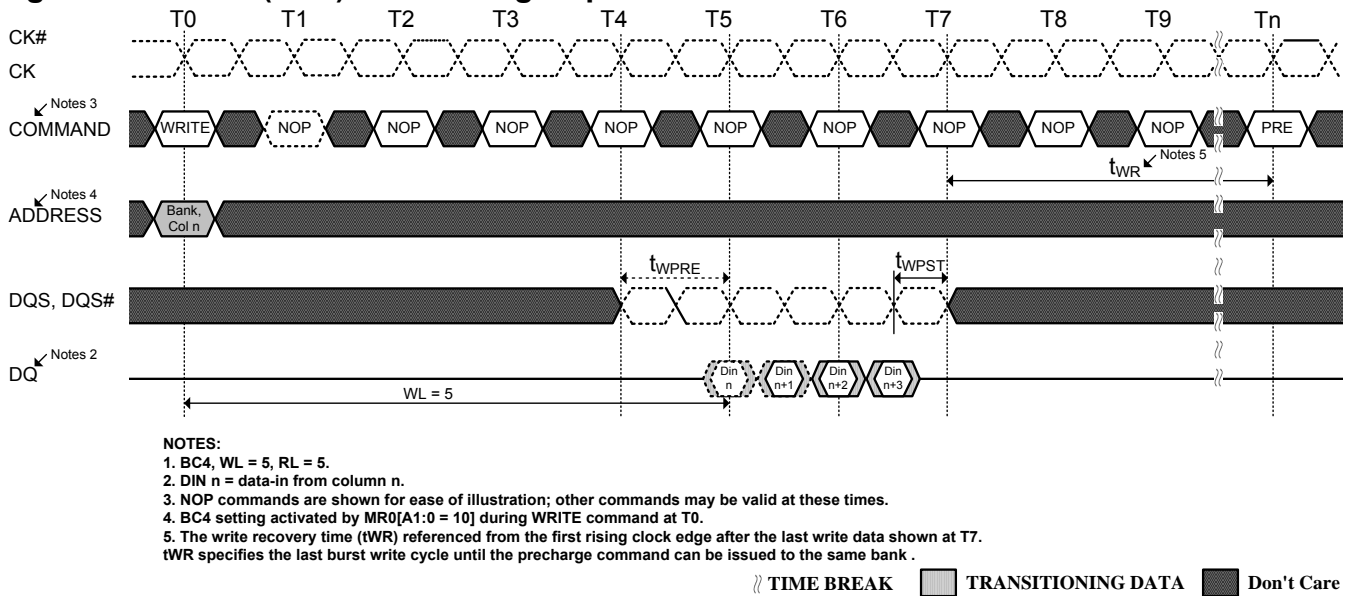 T0 T1 T2 T3 T4 T5 T6 T7 T8 T9 Tn
CK#
CK
Notes 3
COMMAND
WRITE NOP NOP NOP NOP NOP NOP NOP NOP NOP PRE
tWR Notes 5
Notes 4
ADDRESS
Bank,
Col n
tWPRE tWPST
DQS, DQS#
Notes 2
DQ
Din
n
Din
n+1
Din
n+2
Din
n+3
WL = 5
NOTES:
1. BC4, WL = 5, RL = 5.
2. DIN n = data-in from column n.
3. NOP commands are shown for ease of illustration; other commands may be valid at these times.
4. BC4 setting activated by MR0[A1:0 = 10] during WRITE command at T0.
5. The write recovery time (tWR) referenced from the first rising clock edge after the last write data shown at T7.
tWR specifies the last burst write cycle until the precharge command can be issued to the same bank .
TIME BREAK TRANSITIONING DATA Don't Care